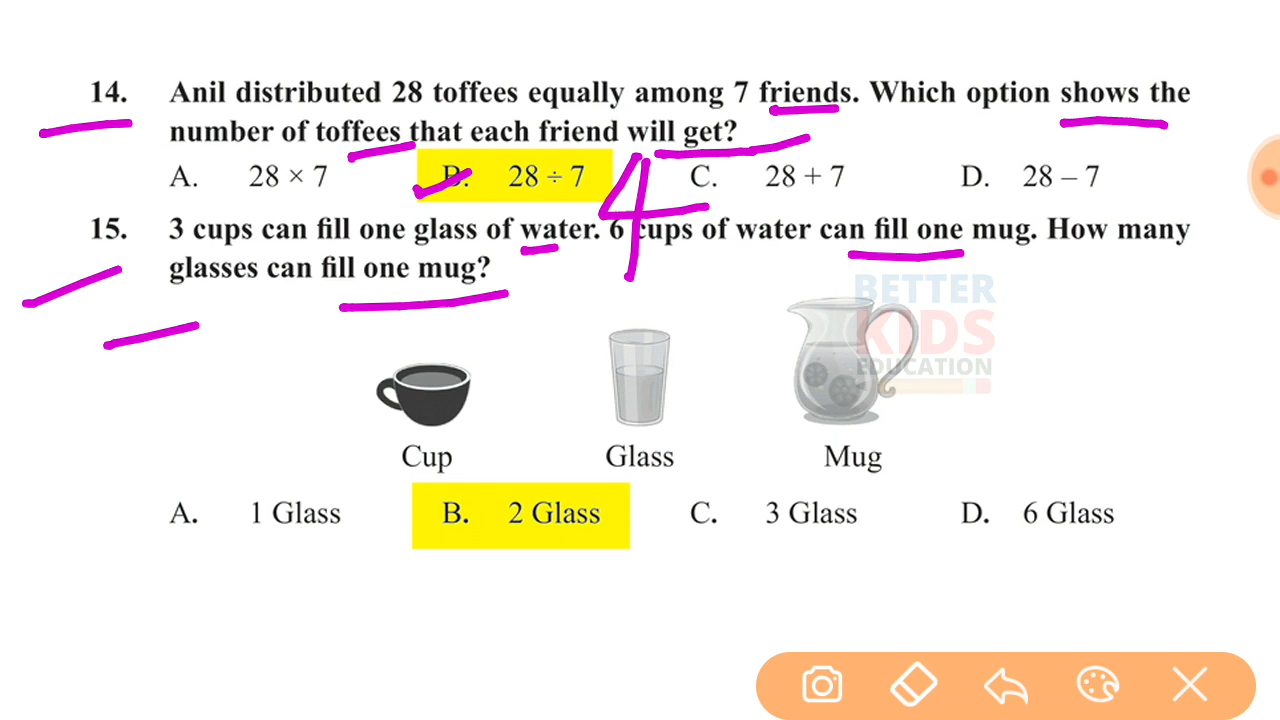 14. Anil distributed 28 toffees equally among 7 friends. Which option shows the
number of toffees that each friend will get?
A. 28 × 7 B. 28 ÷ 7 C. 28 + 7 D. 28 – 7
4
15. 3 cups can fill one glass of water. 6 cups of water can fill one mug. How many
glasses can fill one mug?
BETTER
KIDS
EDUCATION
Cup Glass Mug
A. 1 Glass B. 2 Glass C. 3 Glass D. 6 Glass